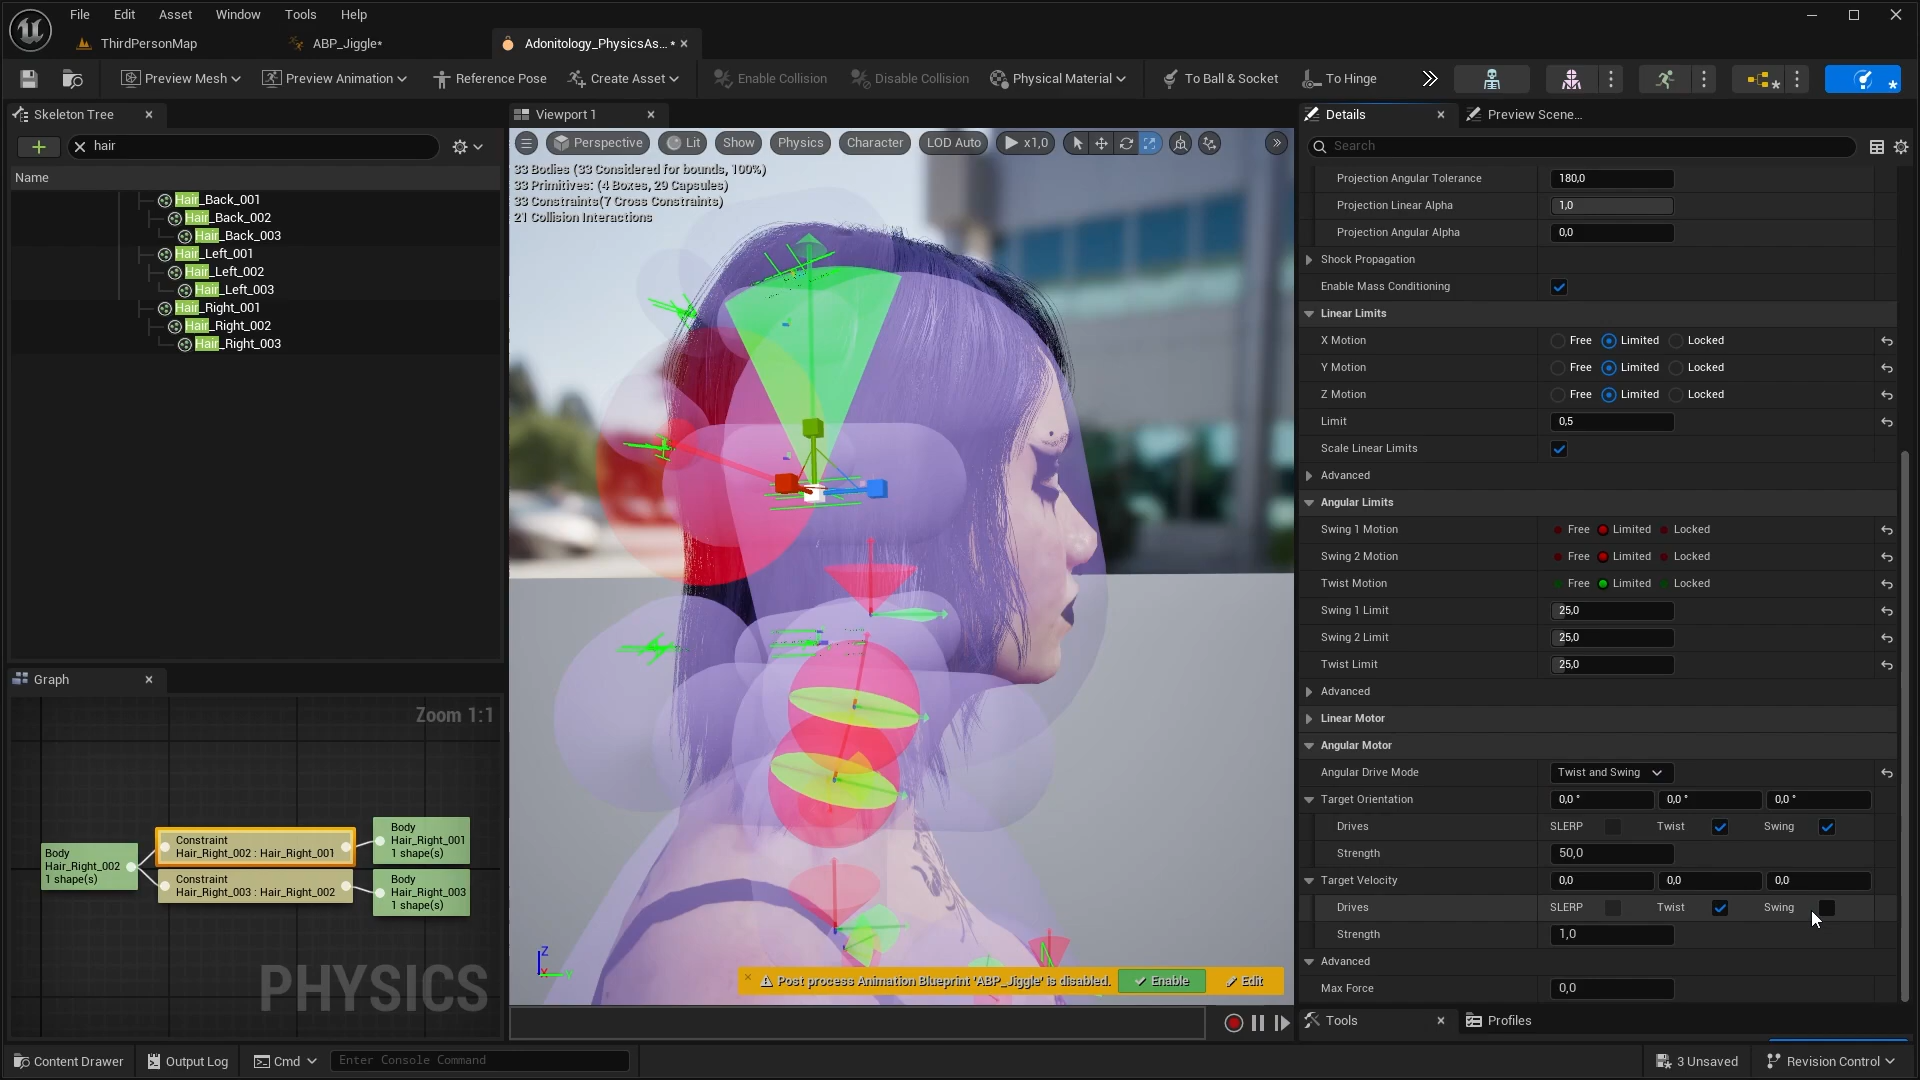 File Edit Asset Window Tools Help
ThirdPersonMap
ABP_Jiggle*
Adonitology_PhysicsAs... *
Preview Mesh
Preview Animation
Reference Pose
Create Asset
Enable Collision
Disable Collision
Physical Material
To Ball & Socket
To Hinge
Skeleton Tree
hair
Name
Hair_Back_001
Hair_Back_002
Hair_Back_003
Hair_Left_001
Hair_Left_002
Hair_Left_003
Hair_Right_001
Hair_Right_002
Hair_Right_003
Graph
Zoom 1:1
Body
Hair_Right_002
1 shape(s)
Constraint
Hair_Right_002 : Hair_Right_001
Constraint
Hair_Right_003 : Hair_Right_002
Body
Hair_Right_001
1 shape(s)
Body
Hair_Right_003
1 shape(s)
PHYSICS
Viewport 1
Perspective Lit Show Physics Character LOD Auto x1,0
33 Bodies (33 Considered for bounds, 100%)
33 Primitives: (4 Boxes, 29 Capsules)
33 Constraints(7 Cross Constraints)
21 Collision Interactions
Z
Post process Animation Blueprint 'ABP_Jiggle' is disabled.
Enable
Edit
Details
Preview Scene...
Search
Projection Angular Tolerance 180,0
Projection Linear Alpha 1,0
Projection Angular Alpha 0,0
Shock Propagation
Enable Mass Conditioning
Linear Limits
X Motion Free Limited Locked
Y Motion Free Limited Locked
Z Motion Free Limited Locked
Limit 0,5
Scale Linear Limits
Advanced
Angular Limits
Swing 1 Motion Free Limited Locked
Swing 2 Motion Free Limited Locked
Twist Motion Free Limited Locked
Swing 1 Limit 25,0
Swing 2 Limit 25,0
Twist Limit 25,0
Advanced
Linear Motor
Angular Motor
Angular Drive Mode Twist and Swing
Target Orientation 0,0 ° 0,0 ° 0,0 °
Drives SLERP Twist Swing
Strength 50,0
Target Velocity 0,0 0,0 0,0
Drives SLERP Twist Swing
Strength 1,0
Advanced
Max Force 0,0
Tools
Profiles
Content Drawer
Output Log
Cmd
Enter Console Command
3 Unsaved
Revision Control